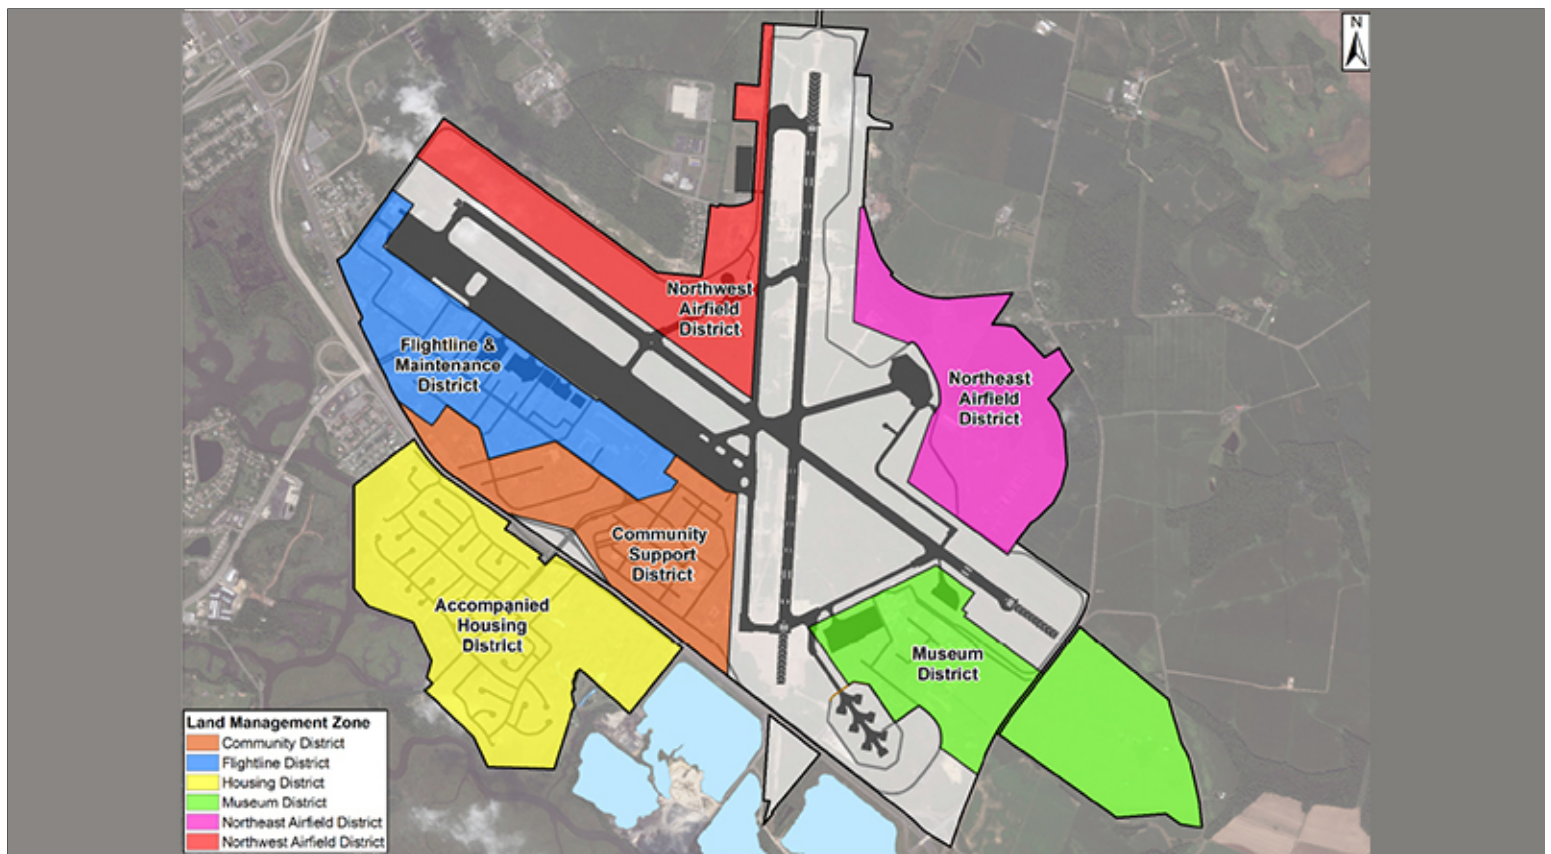 N
Northwest
Airfield
District
Flightline &
Maintenance
District
Northeast
Airfield
District
Community
Support
District
Accompanied
Housing
District
Museum
District
Land Management Zone
Community District
Flightline District
Housing District
Museum District
Northeast Airfield District
Northwest Airfield District